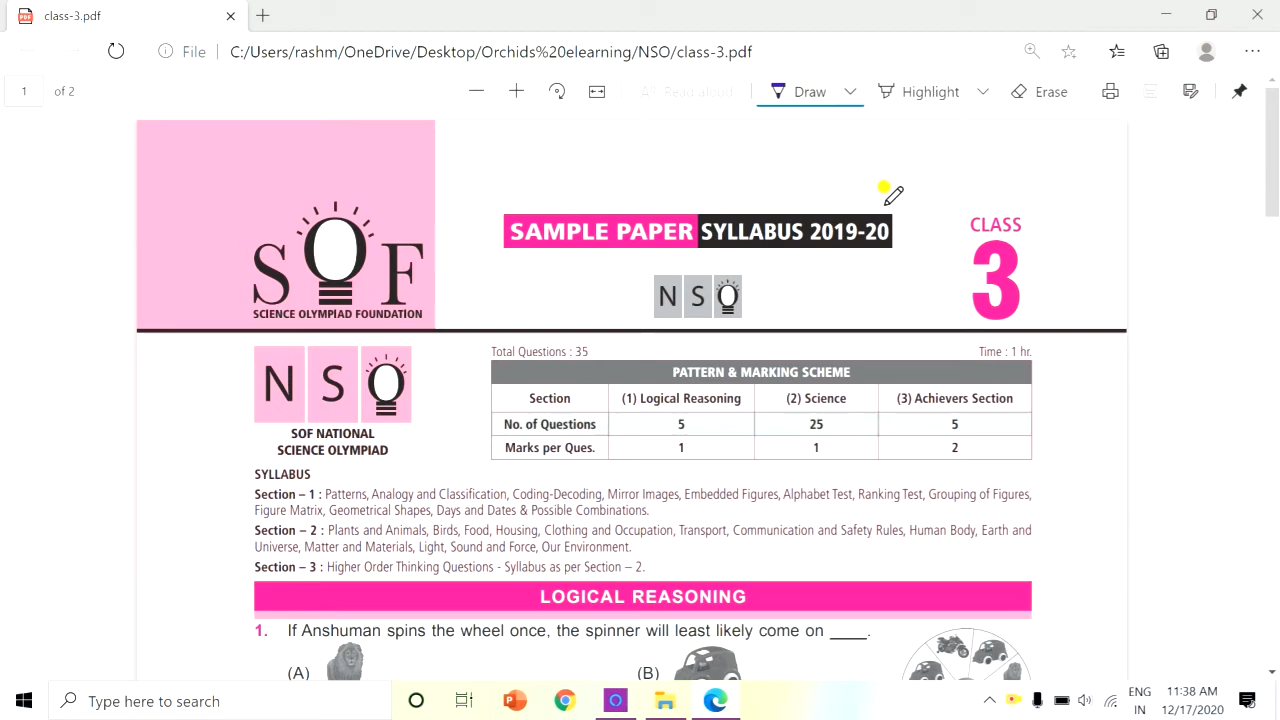 class-3.pdf
File
C:/Users/rashm/OneDrive/Desktop/Orchids%20elearning/NSO/class-3.pdf
1 of 2
Read aloud
Draw
Highlight
Erase
SOF
SCIENCE OLYMPIAD FOUNDATION
SAMPLE PAPER SYLLABUS 2019-20
NSO
CLASS
3
NSO
SOF NATIONAL
SCIENCE OLYMPIAD
Total Questions : 35 Time : 1 hr.
PATTERN & MARKING SCHEME
Section (1) Logical Reasoning (2) Science (3) Achievers Section
No. of Questions 5 25 5
Marks per Ques. 1 1 2
SYLLABUS
Section – 1 : Patterns, Analogy and Classification, Coding-Decoding, Mirror Images, Embedded Figures, Alphabet Test, Ranking Test, Grouping of Figures,
Figure Matrix, Geometrical Shapes, Days and Dates & Possible Combinations.
Section – 2 : Plants and Animals, Birds, Food, Housing, Clothing and Occupation, Transport, Communication and Safety Rules, Human Body, Earth and
Universe, Matter and Materials, Light, Sound and Force, Our Environment.
Section – 3 : Higher Order Thinking Questions - Syllabus as per Section – 2.
LOGICAL REASONING
1. If Anshuman spins the wheel once, the spinner will least likely come on ____.
(A) (B)
Type here to search
ENG
IN
11:38 AM
12/17/2020